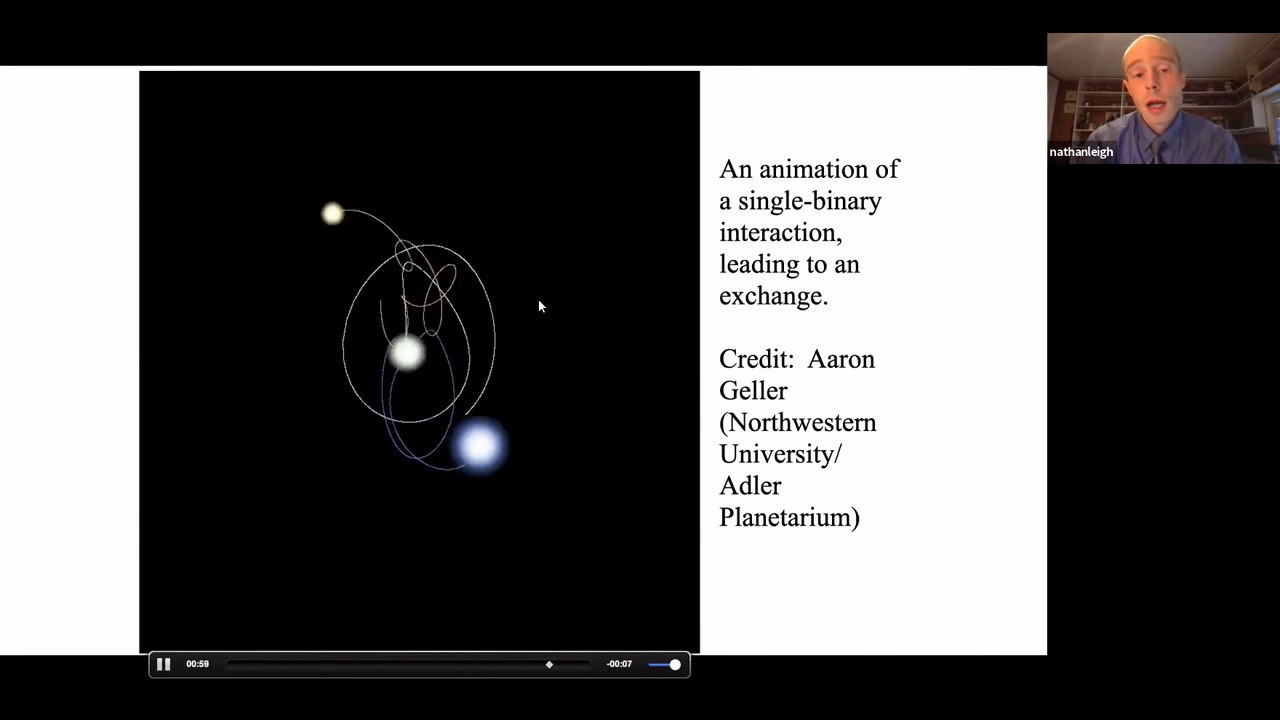 An animation of
a single-binary
interaction,
leading to an
exchange.
Credit: Aaron
Geller
(Northwestern
University/
Adler
Planetarium)
nathanleigh
00:59
-00:07